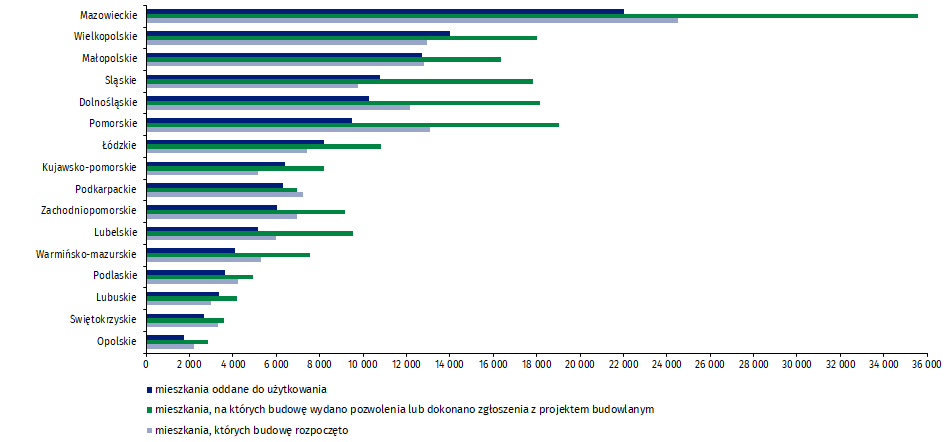 Mazowieckie
Wielkopolskie
Małopolskie
Śląskie
Dolnośląskie
Pomorskie
Łódzkie
Kujawsko-pomorskie
Podkarpackie
Zachodniopomorskie
Lubelskie
Warmińsko-mazurskie
Podlaskie
Lubuskie
Swiętokrzyskie
Opolskie
0 2 000 4 000 6 000 8 000 10 000 12 000 14 000 16 000 18 000 20 000 22 000 24 000 26 000 28 000 30 000 32 000 34 000 36 000
mieszkania oddane do użytkowania
mieszkania, na których budowę wydano pozwolenia lub dokonano zgłoszenia z projektem budowlanym
mieszkania, których budowę rozpoczęto